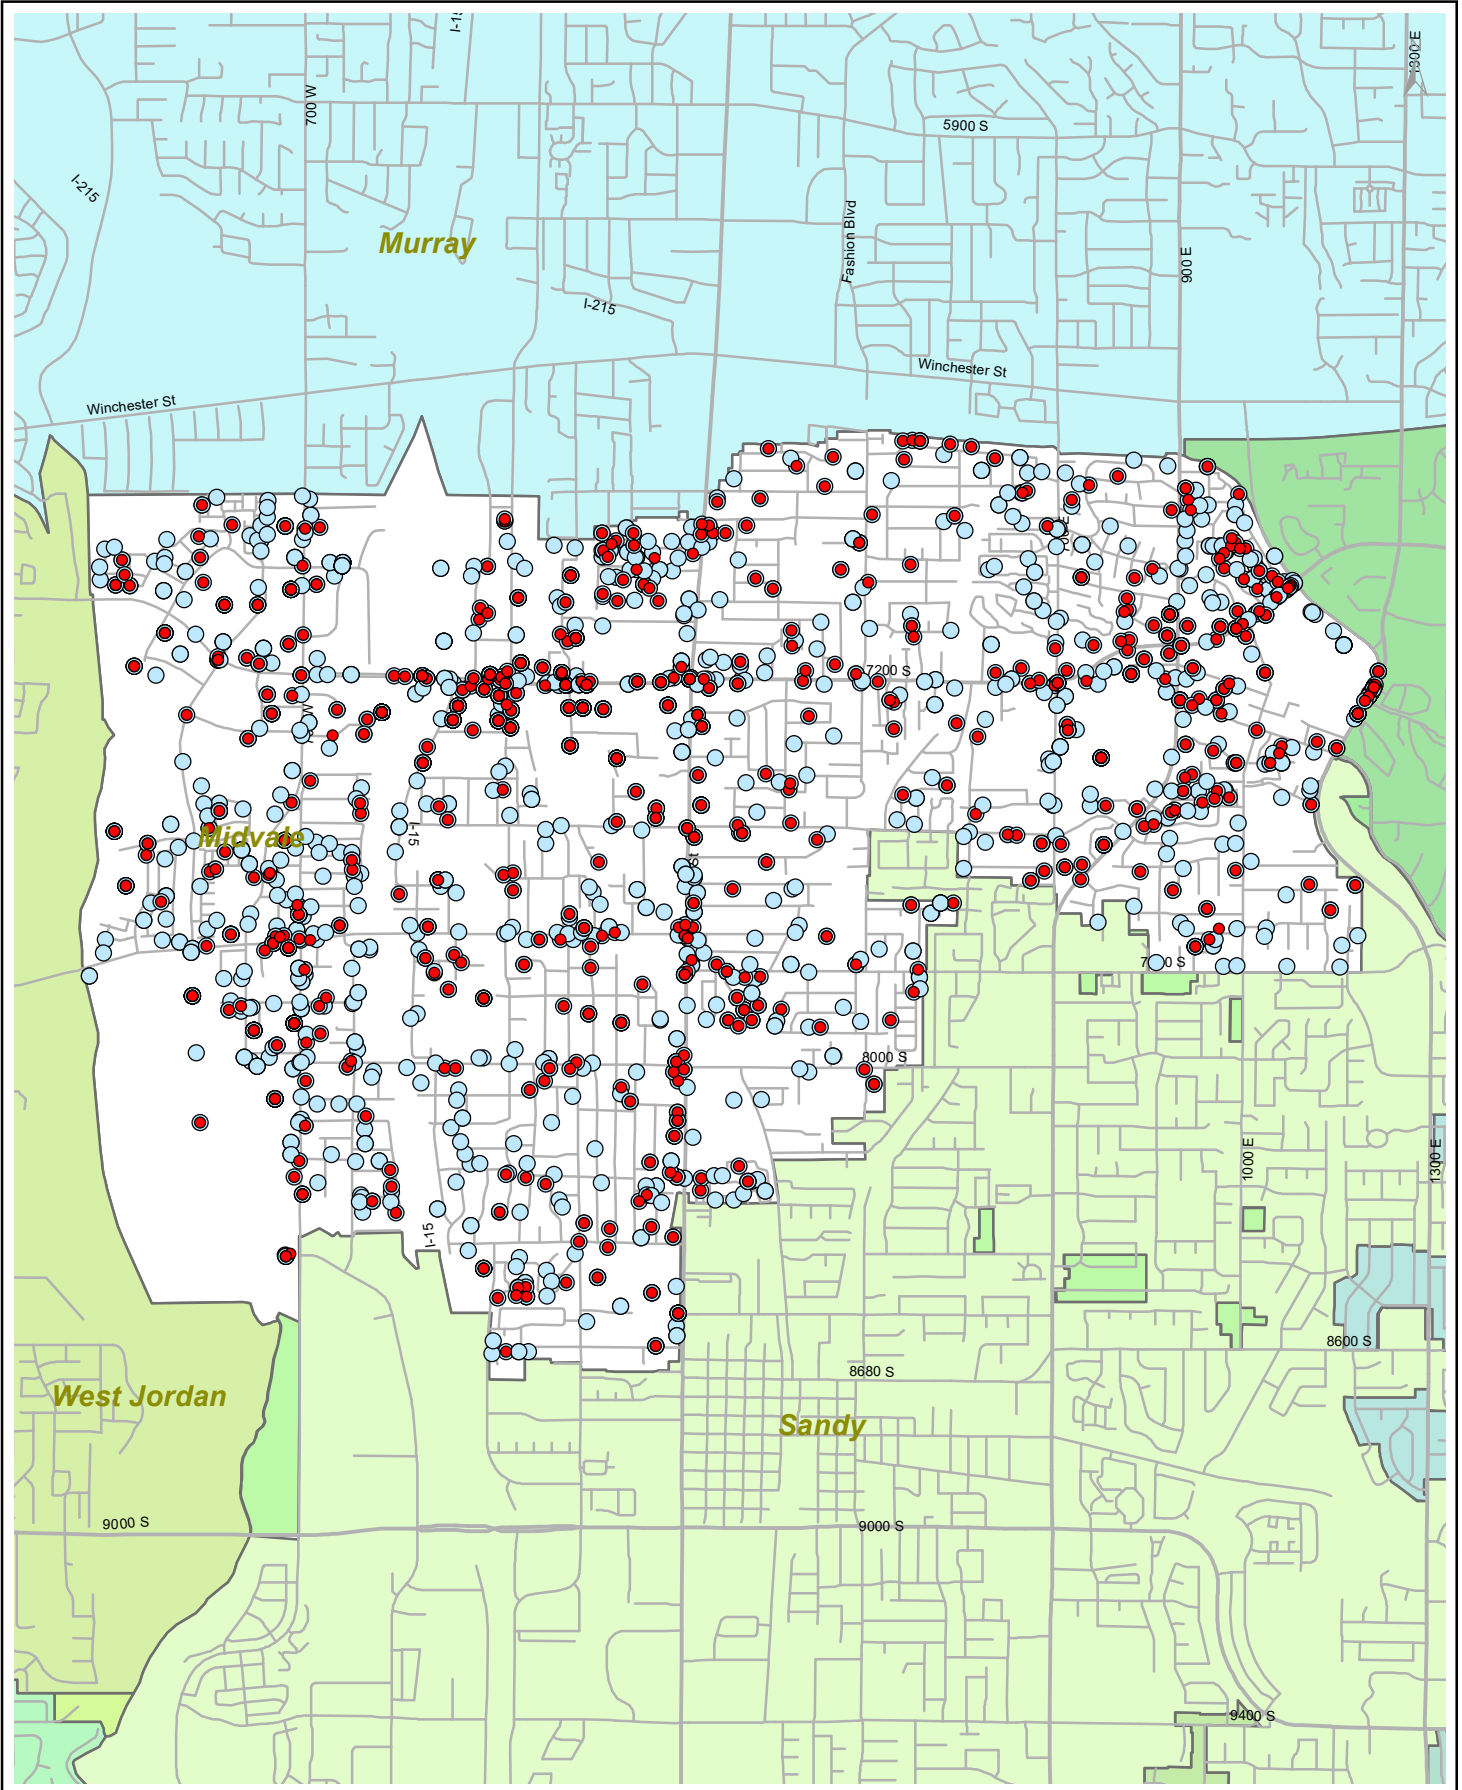 I-15
1300 E
700 W
5900 S
I-215
Fashion Blvd
Murray
900 E
I-215
Winchester St
Winchester St
7200 S
I-15
Midvale
8000 S
1000 E
1300 E
I-15
8600 S
8680 S
West Jordan
Sandy
9000 S
9000 S
9400 S